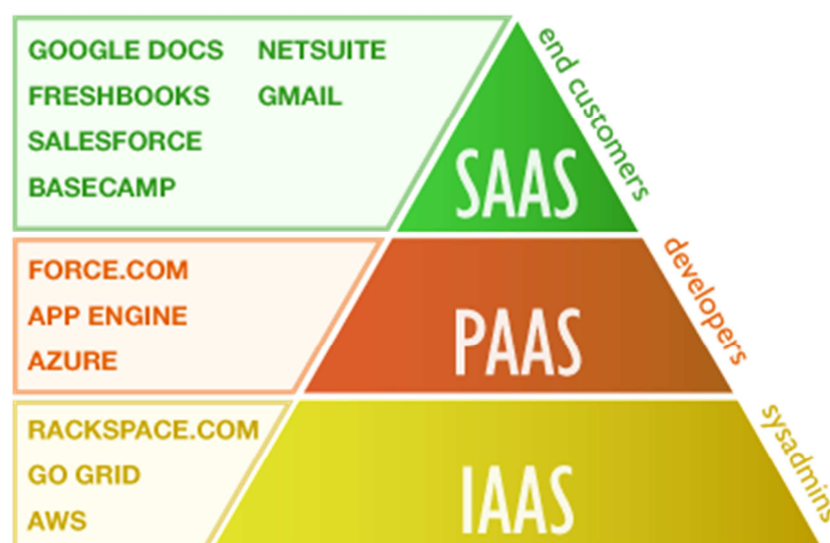 GOOGLE DOCS NETSUITE
FRESHBOOKS GMAIL
SALESFORCE
BASECAMP
SAAS
end customers
FORCE.COM
APP ENGINE
AZURE
PAAS
developers
RACKSPACE.COM
GO GRID
AWS
IAAS
sysadmins